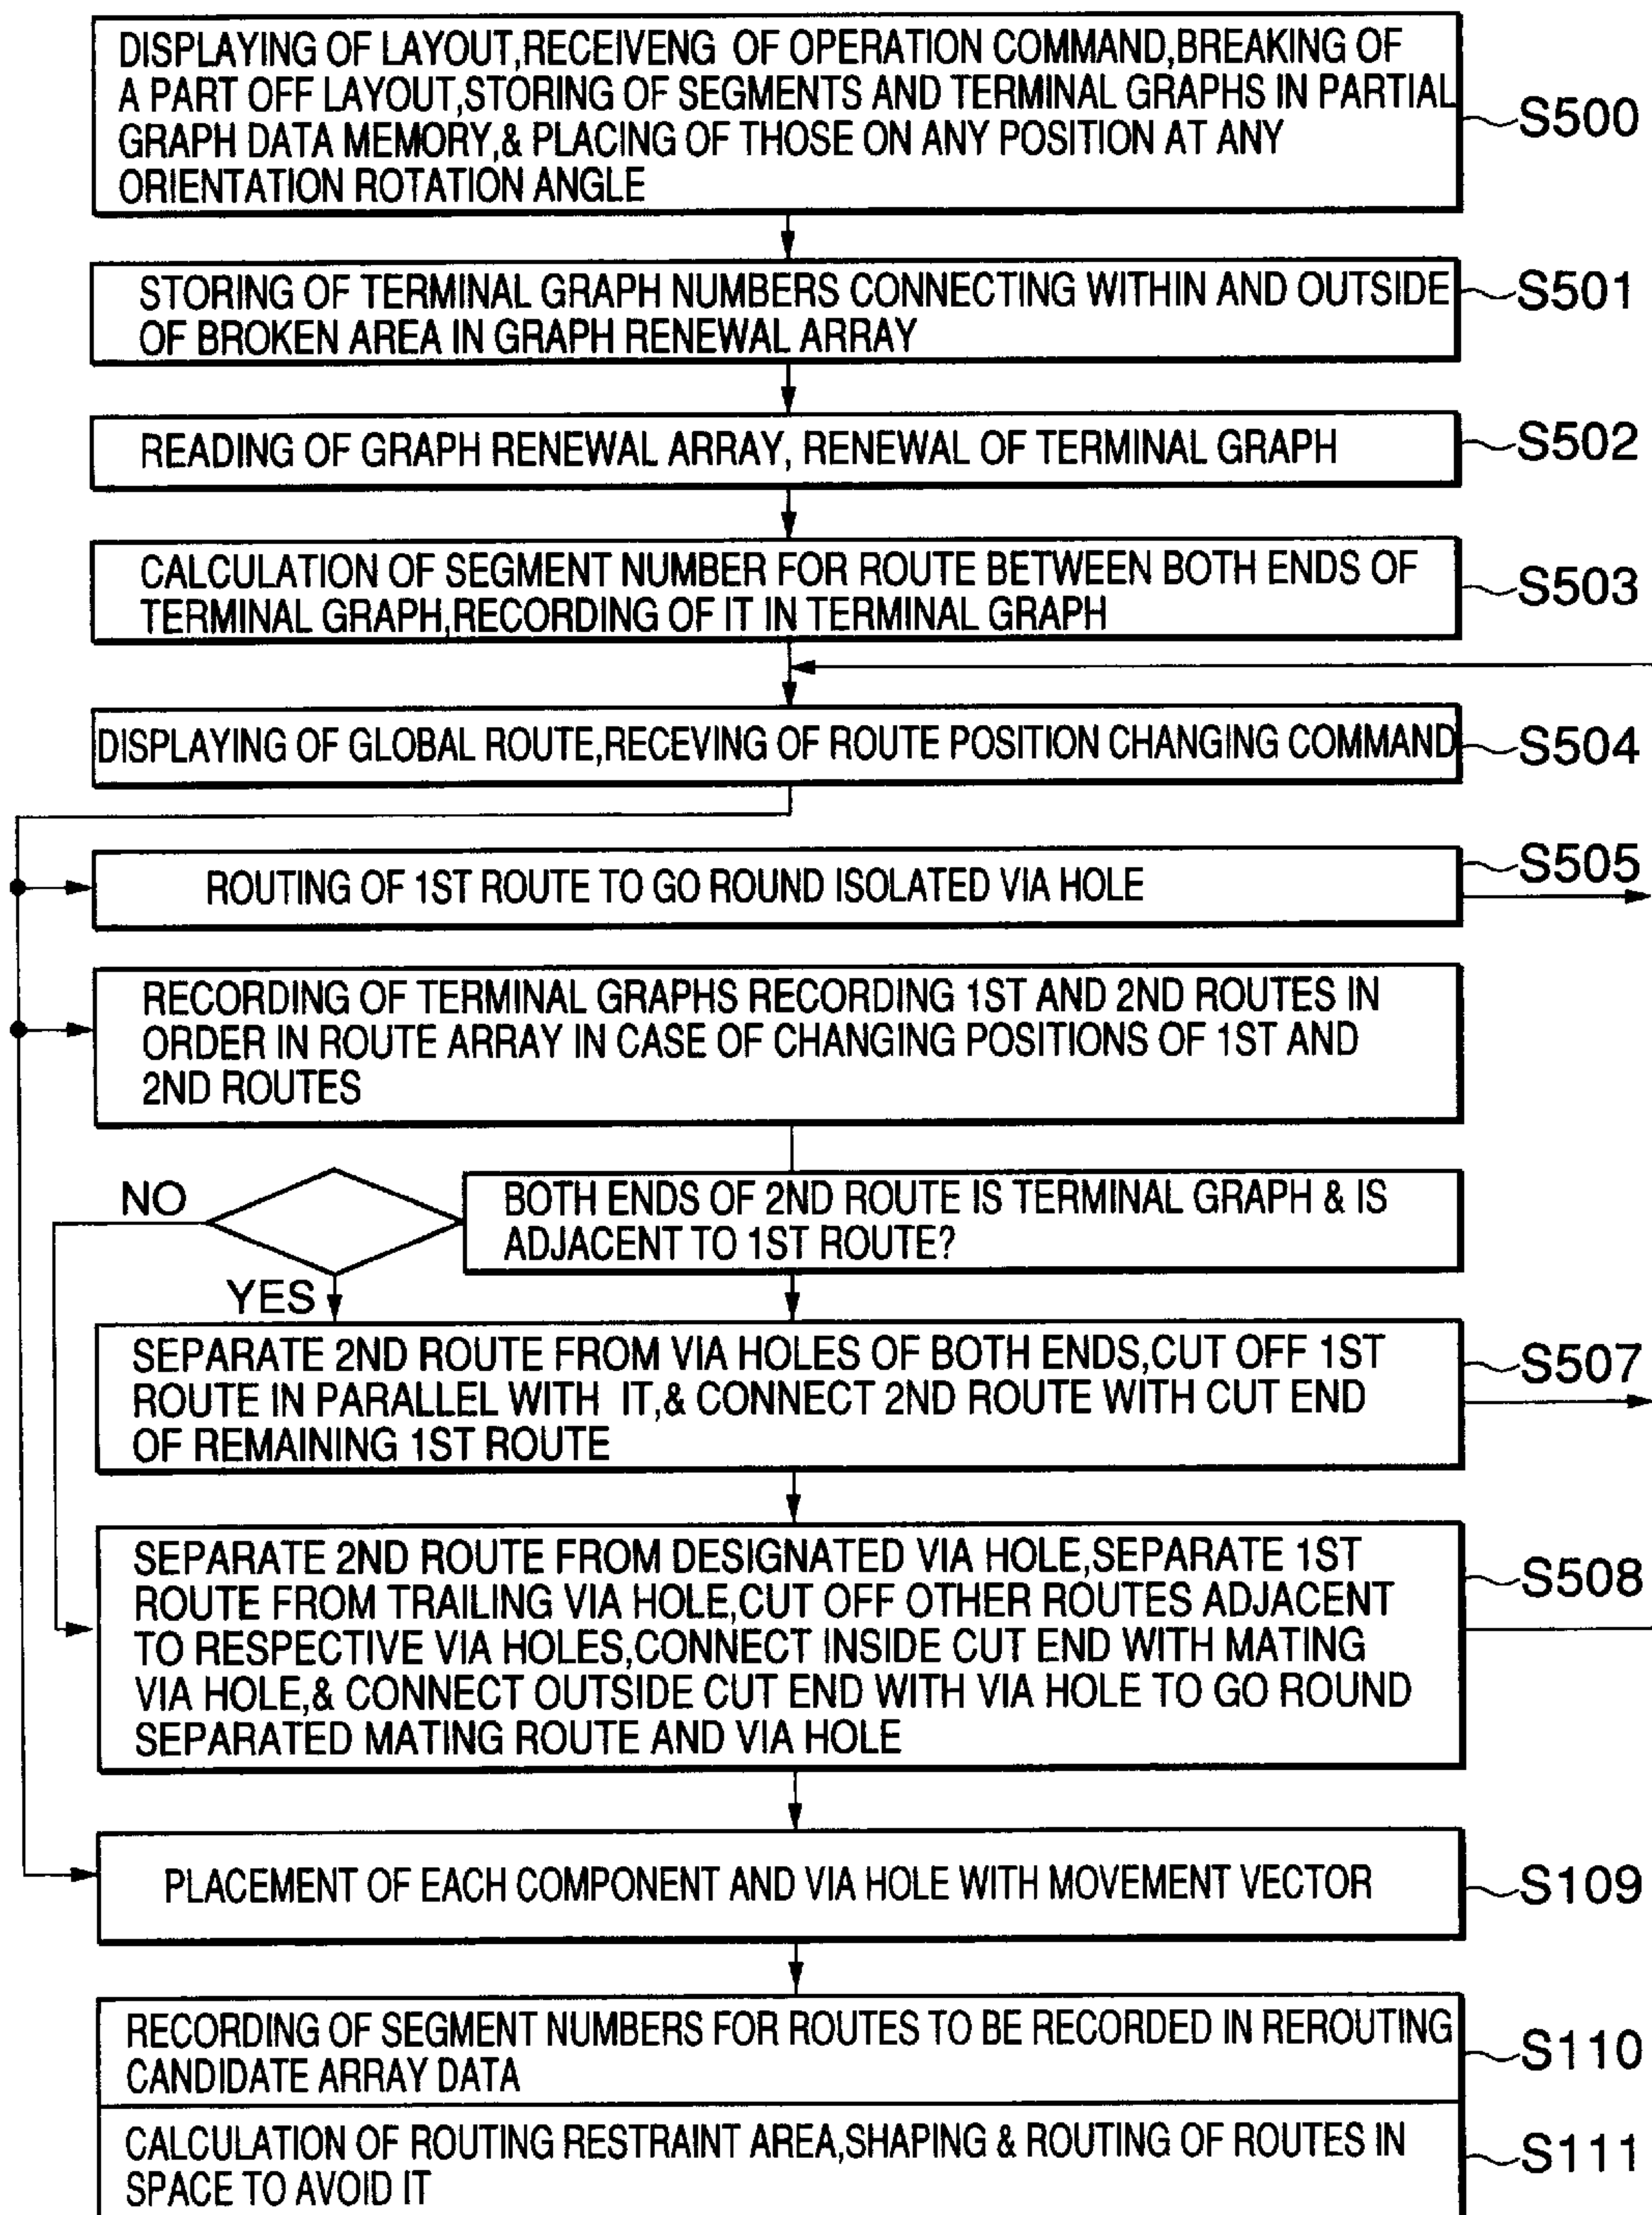 DISPLAYING OF LAYOUT,RECEIVENG OF OPERATION COMMAND,BREAKING OF
A PART OFF LAYOUT,STORING OF SEGMENTS AND TERMINAL GRAPHS IN PARTIAL
GRAPH DATA MEMORY,& PLACING OF THOSE ON ANY POSITION AT ANY
ORIENTATION ROTATION ANGLE
S500
STORING OF TERMINAL GRAPH NUMBERS CONNECTING WITHIN AND OUTSIDE
OF BROKEN AREA IN GRAPH RENEWAL ARRAY
S501
READING OF GRAPH RENEWAL ARRAY, RENEWAL OF TERMINAL GRAPH
S502
CALCULATION OF SEGMENT NUMBER FOR ROUTE BETWEEN BOTH ENDS OF
TERMINAL GRAPH,RECORDING OF IT IN TERMINAL GRAPH
S503
DISPLAYING OF GLOBAL ROUTE,RECEVING OF ROUTE POSITION CHANGING COMMAND
S504
ROUTING OF 1ST ROUTE TO GO ROUND ISOLATED VIA HOLE
S505
RECORDING OF TERMINAL GRAPHS RECORDING 1ST AND 2ND ROUTES IN
ORDER IN ROUTE ARRAY IN CASE OF CHANGING POSITIONS OF 1ST AND
2ND ROUTES
NO
BOTH ENDS OF 2ND ROUTE IS TERMINAL GRAPH & IS
ADJACENT TO 1ST ROUTE?
YES
SEPARATE 2ND ROUTE FROM VIA HOLES OF BOTH ENDS,CUT OFF 1ST
ROUTE IN PARALLEL WITH IT,& CONNECT 2ND ROUTE WITH CUT END
OF REMAINING 1ST ROUTE
S507
SEPARATE 2ND ROUTE FROM DESIGNATED VIA HOLE,SEPARATE 1ST
ROUTE FROM TRAILING VIA HOLE,CUT OFF OTHER ROUTES ADJACENT
TO RESPECTIVE VIA HOLES,CONNECT INSIDE CUT END WITH MATING
VIA HOLE,& CONNECT OUTSIDE CUT END WITH VIA HOLE TO GO ROUND
SEPARATED MATING ROUTE AND VIA HOLE
S508
PLACEMENT OF EACH COMPONENT AND VIA HOLE WITH MOVEMENT VECTOR
S109
RECORDING OF SEGMENT NUMBERS FOR ROUTES TO BE RECORDED IN REROUTING
CANDIDATE ARRAY DATA
S110
CALCULATION OF ROUTING RESTRAINT AREA,SHAPING & ROUTING OF ROUTES IN
SPACE TO AVOID IT
S111